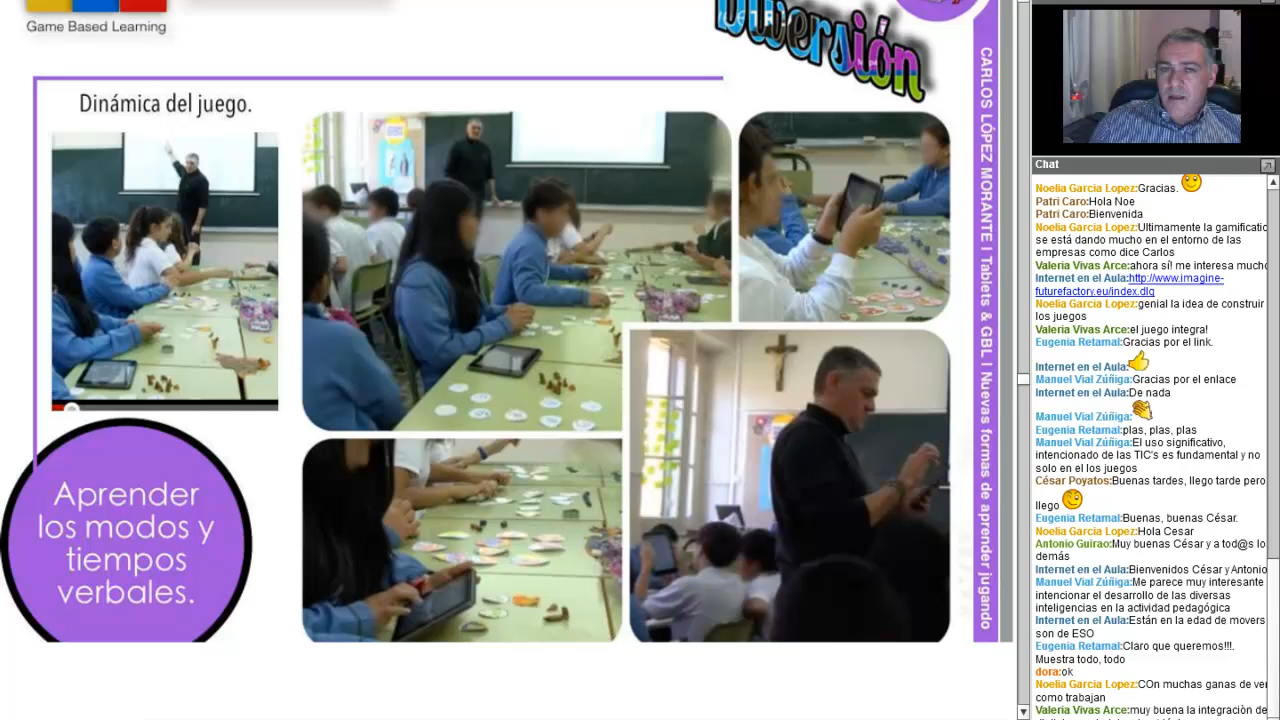 Game Based Learning
Diversión
Dinámica del juego.
Aprender
los modos y
tiempos
verbales.
CARLOS LÓPEZ MORANTE I Tablets & GBL I Nuevas formas de aprender jugando
Chat
Noelia Garcia Lopez:Gracias.
Patri Caro:Hola Noe
Patri Caro:Bienvenida
Noelia Garcia Lopez:Ultimamente la gamificatio
se está dando mucho en el entorno de las
empresas como dice Carlos
Valeria Vivas Arce:ahora sí! me interesa mucho
Internet en el Aula:http://www.imagine-
futurefactory.eu/index.dlg
Noelia Garcia Lopez:genial la idea de construir
los juegos
Valeria Vivas Arce:el juego integra!
Eugenia Retamal:Gracias por el link.
Internet en el Aula:
Manuel Vial Zúñiga:Gracias por el enlace
Internet en el Aula:De nada
Manuel Vial Zúñiga:
Eugenia Retamal:plas, plas, plas
Manuel Vial Zúñiga:El uso significativo,
intencionado de las TIC's es fundamental y no
solo en el los juegos
César Poyatos:Buenas tardes, llego tarde pero
llego
Eugenia Retamal:Buenas, buenas César.
Noelia Garcia Lopez:Hola Cesar
Antonio Guirao:Muy buenas César y a tod@s lo
demás
Internet en el Aula:Bienvenidos César y Antonio
Manuel Vial Zúñiga:Me parece muy interesante
intencionar el desarrollo de las diversas
inteligencias en la actividad pedagógica
Internet en el Aula:Están en la edad de movers
son de ESO
Eugenia Retamal:Claro que queremos!!!.
Muestra todo, todo
dora:ok
Noelia Garcia Lopez:COn muchas ganas de ver
como trabajan
Valeria Vivas Arce:muy buena la integraciòn de